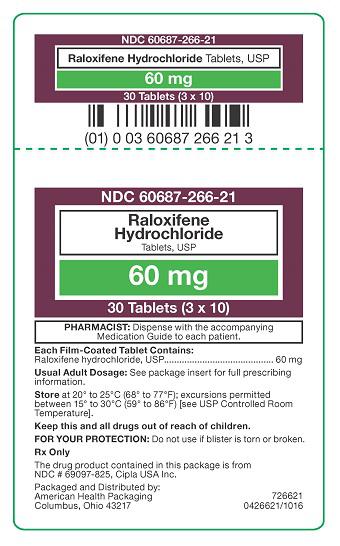 NDC 60687-266-21
Raloxifene Hydrochloride Tablets, USP
60 mg
30 Tablets (3 x 10)
(01) 0 03 60687 266 21 3
NDC 60687-266-21
Raloxifene
Hydrochloride
Tablets, USP
60 mg
30 Tablets (3 x 10)
PHARMACIST: Dispense with the accompanying
Medication Guide to each patient.
Each Film-Coated Tablet Contains:
Raloxifene hydrochloride, USP.......................................... 60 mg
Usual Adult Dosage: See package insert for full prescribing
information.
Store at 20° to 25°C (68° to 77°F); excursions permitted
between 15° to 30°C (59° to 86°F) [see USP Controlled Room
Temperature].
Keep this and all drugs out of reach of children.
FOR YOUR PROTECTION: Do not use if blister is torn or broken.
Rx Only
The drug product contained in this package is from
NDC # 69097-825, Cipla USA Inc.
Packaged and Distributed by:
American Health Packaging 726621
Columbus, Ohio 43217 0426621/1016